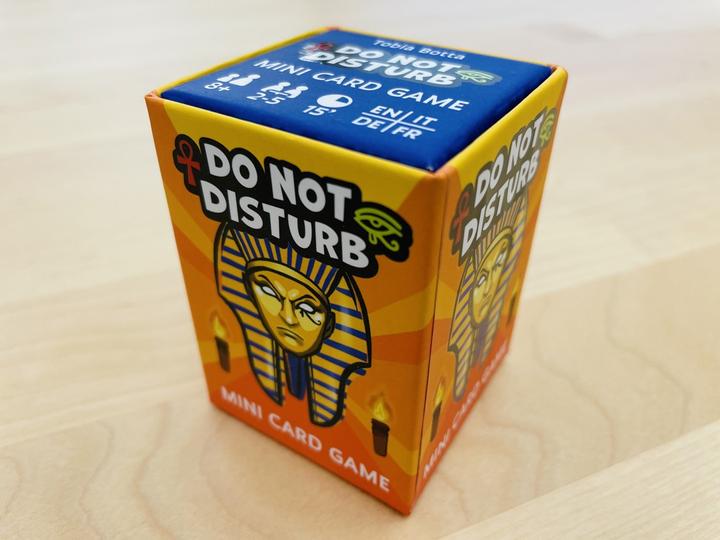 Tobia Botta
DO NOT
DISTURB
MINI CARD GAME
8+
2-5
15'
EN IT
DE FR
DO NOT
DISTURB
MINI CARD GAME
DO NOT
DISTURB
MINI CARD GAME